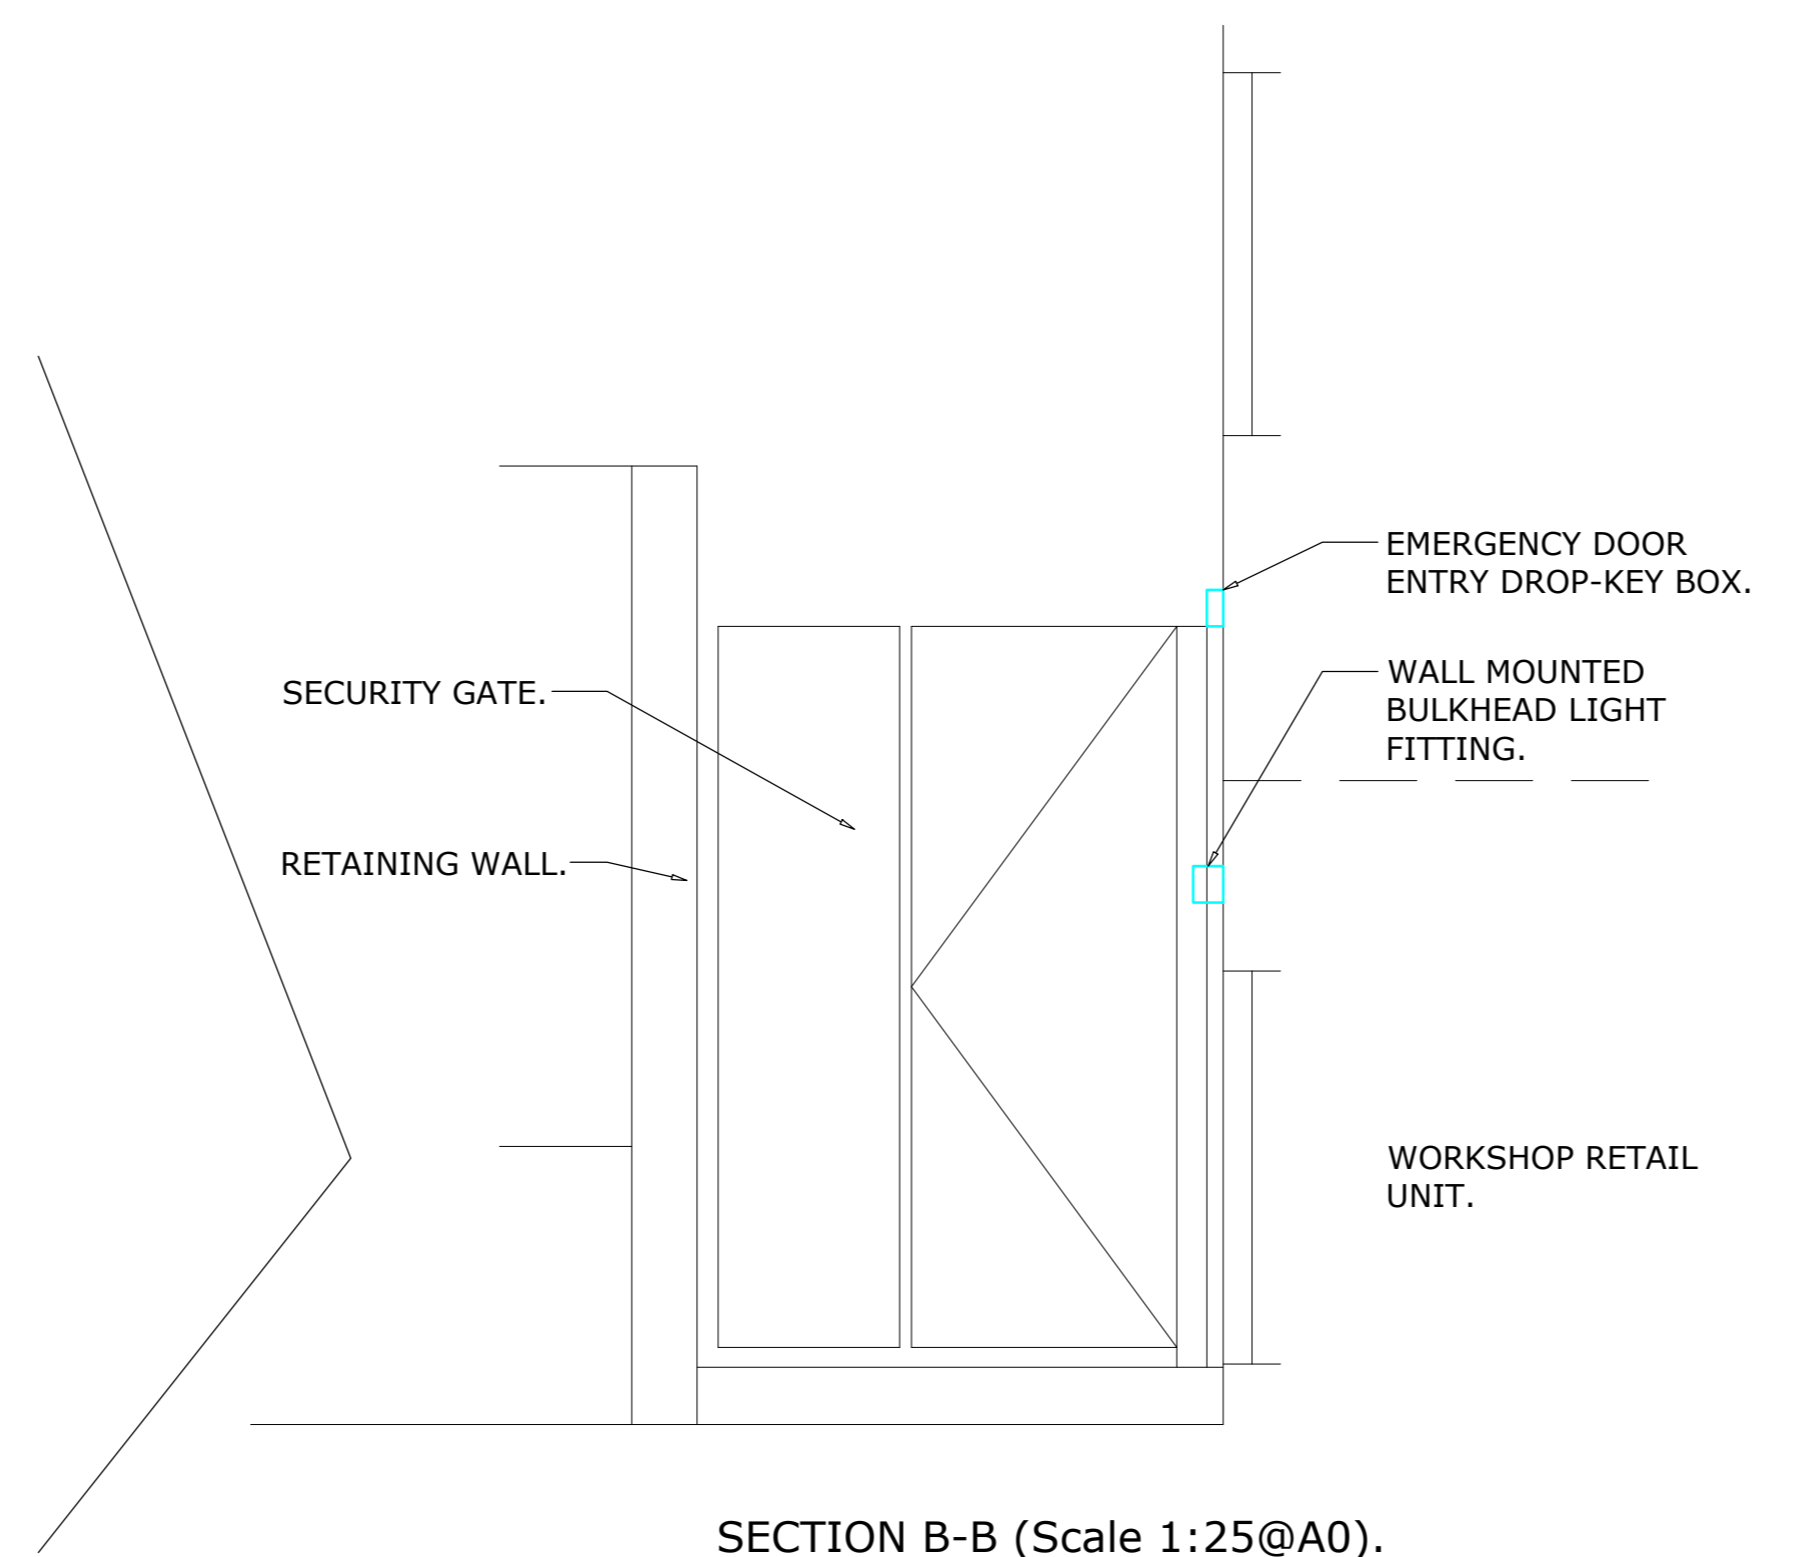 EMERGENCY DOOR
ENTRY DROP-KEY BOX.
WALL MOUNTED
BULKHEAD LIGHT
FITTING.
SECURITY GATE.
RETAINING WALL.
WORKSHOP RETAIL
UNIT.
SECTION B-B (Scale 1:25@A0).